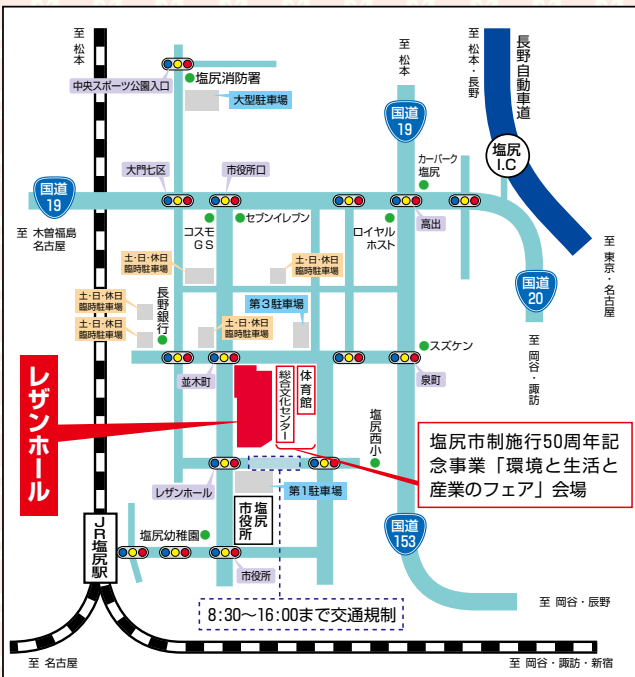 至 松本
至 松本
至 松本・長野
長野自動車道
中央スポーツ公園入口
塩尻消防署
大型駐車場
国道
19
塩尻
I.C
カーパーク
塩尻
大門七区
市役所口
国道
19
至 木曽福島
名古屋
コスモ
GS
セブンイレブン
ロイヤル
ホスト
高出
至 東京・名古屋
土・日・休日
臨時駐車場
土・日・休日
臨時駐車場
国道
20
土・日・休日
臨時駐車場
長野銀行
第3駐車場
土・日・休日
臨時駐車場
土・日・休日
臨時駐車場
至 岡谷・諏訪
スズケン
並木町
泉町
レザンホール
総合文化センター
体育館
塩尻西小
塩尻市制施行50周年記
念事業「環境と生活と
産業のフェア」会場
レザンホール
第1駐車場
塩尻
市役所
JR塩尻駅
塩尻幼稚園
市役所
国道
153
8:30〜16:00まで交通規制
至 岡谷・辰野
至 名古屋
至 岡谷・諏訪・新宿